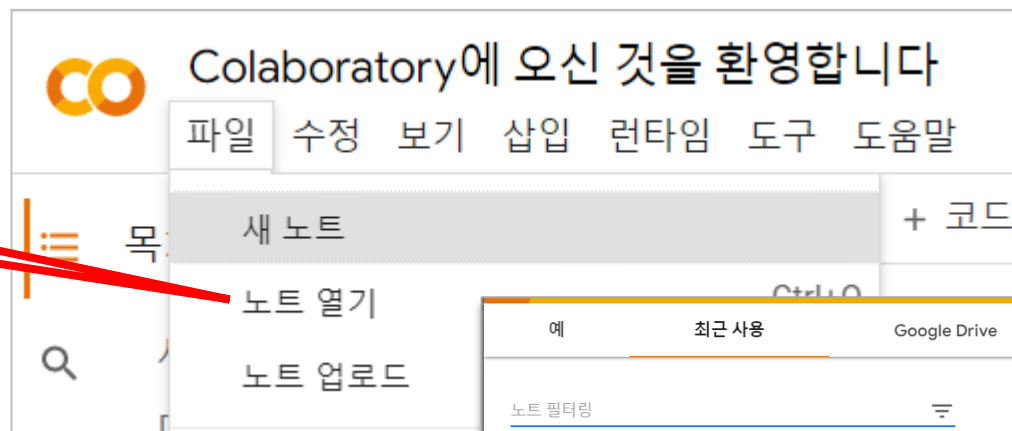 Colaboratory에 오신 것을 환영합니다
파일 수정 보기 삽입 런타임 도구 도움말
+ 코드
새 노트
노트 열기 Ctrl+O
노트 업로드
예 최근 사용 Google Drive
노트 필터링